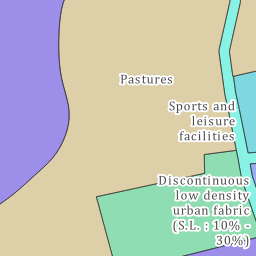 Pastures
Sports and
leisure
facilities
Discontinuous
low density
urban fabric
(S.L. : 10% -
30%)